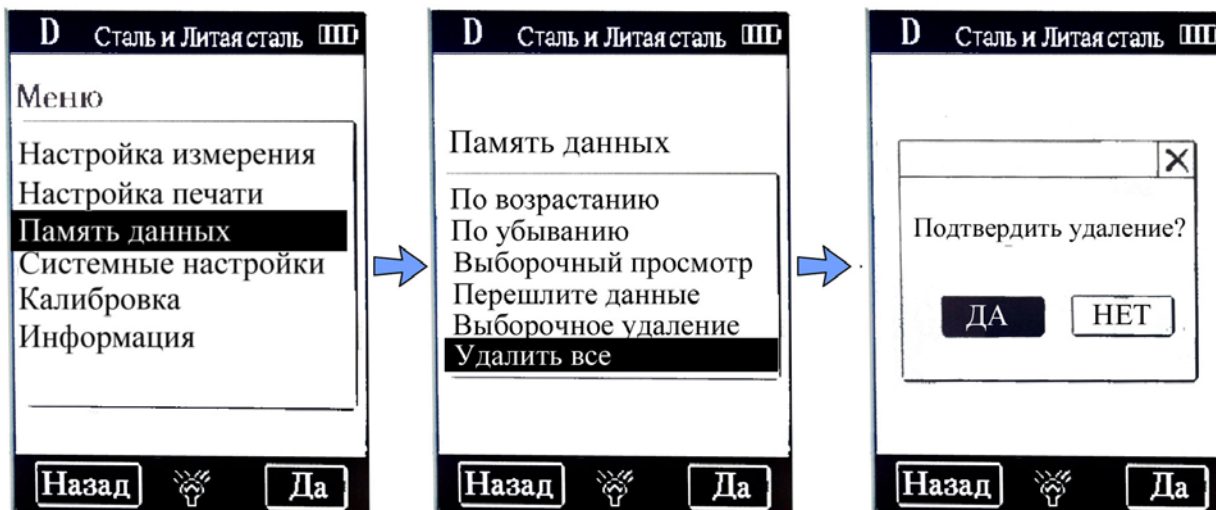 D Сталь и Литая сталь
Меню
Настройка измерения
Настройка печати
Память данных
Системные настройки
Калибровка
Информация
Назад Да
D Сталь и Литая сталь
Память данных
По возрастанию
По убыванию
Выборочный просмотр
Перешлите данные
Выборочное удаление
Удалить все
Назад Да
D Сталь и Литая сталь
Подтвердить удаление?
ДА НЕТ
Назад Да